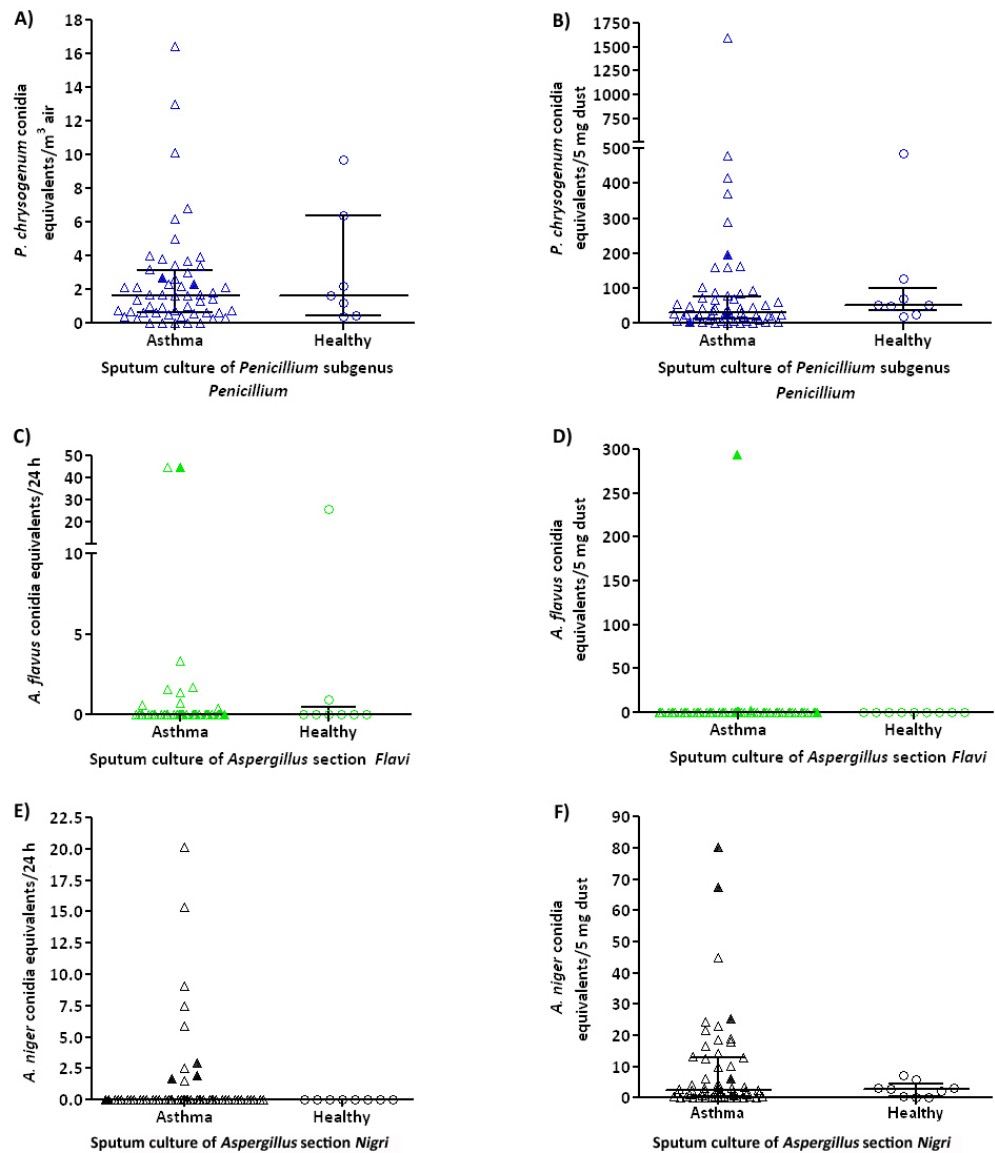 A)
P. chrysogenum conidia
equivalents/m³ air
18
16
14
12
10
8
6
4
2
0
Asthma
Healthy
Sputum culture of Penicillium subgenus
Penicillium
B)
P. chrysogenum conidia
equivalents/5 mg dust
1750
1500
1250
1000
750
500
400
300
200
100
0
Asthma
Healthy
Sputum culture of Penicillium subgenus
Penicillium
C)
A. flavus conidia equivalents/24 h
50
40
30
20
10
5
0
Asthma
Healthy
Sputum culture of Aspergillus section Flavi
D)
A. flavus conidia
equivalents/5 mg dust
300
250
200
150
100
50
0
Asthma
Healthy
Sputum culture of Aspergillus section Flavi
E)
A. niger conidia equivalents/24 h
22.5
20.0
17.5
15.0
12.5
10.0
7.5
5.0
2.5
0.0
Asthma
Healthy
Sputum culture of Aspergillus section Nigri
F)
A. niger conidia
equivalents/5 mg dust
90
80
70
60
50
40
30
20
10
0
Asthma
Healthy
Sputum culture of Aspergillus section Nigri